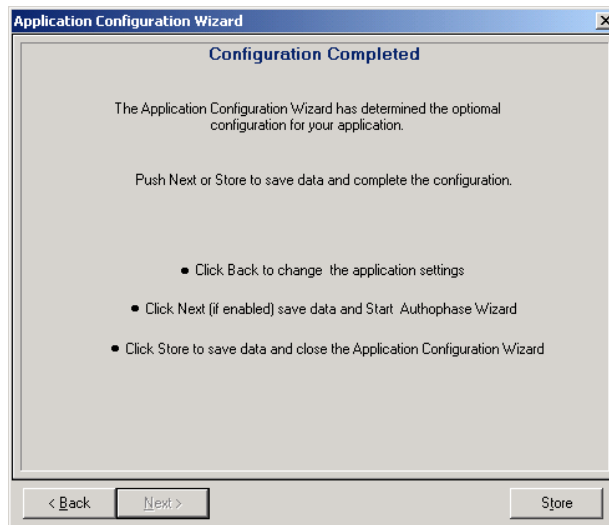 Application Configuration Wizard
Configuration Completed
The Application Configuration Wizard has determined the optiomal
configuration for your application.
Push Next or Store to save data and complete the configuration.
● Click Back to change the application settings
● Click Next (if enabled) save data and Start Authophase Wizard
● Click Store to save data and close the Application Configuration Wizard
< Back
Next >
Store